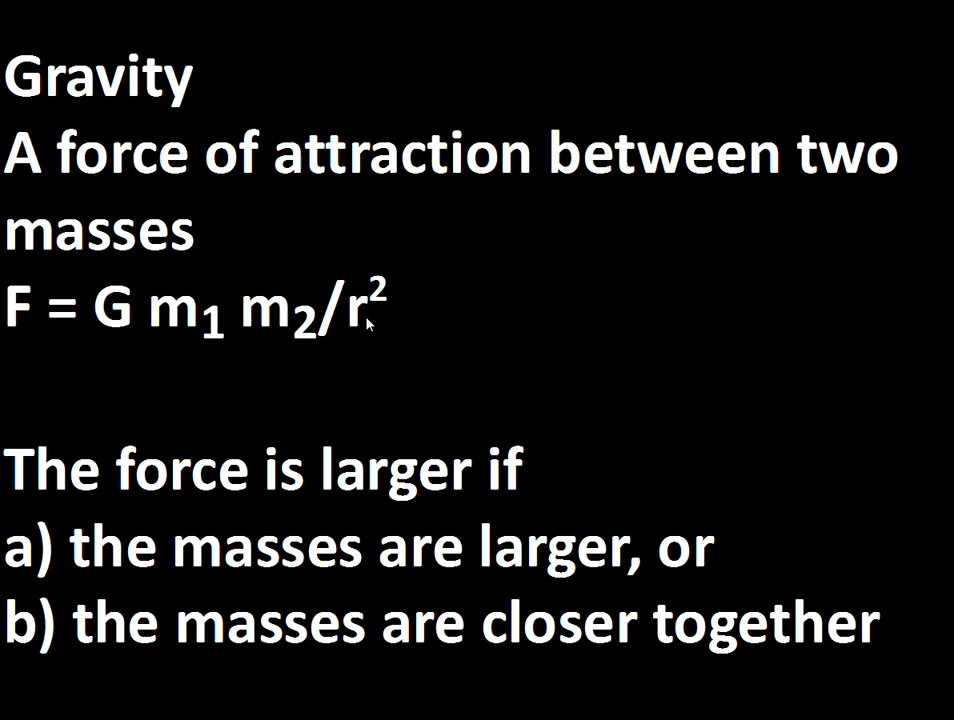 Gravity
A force of attraction between two
masses
F = G m₁ m₂/r²
The force is larger if
a) the masses are larger, or
b) the masses are closer together